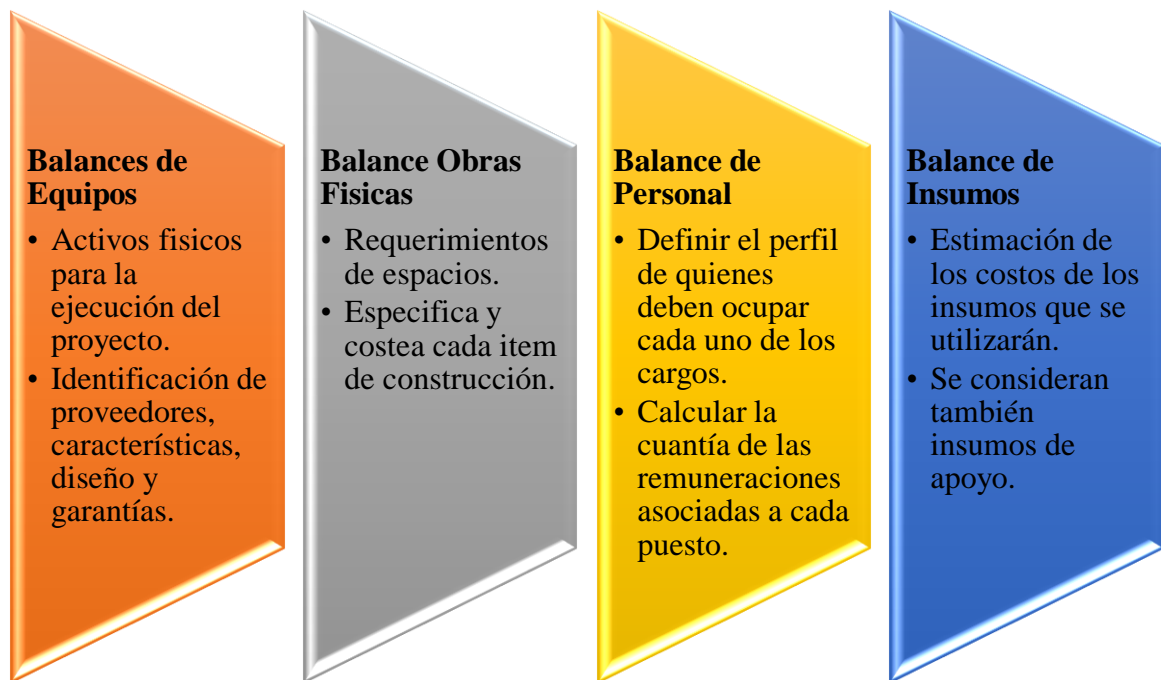 Balances de
Equipos
• Activos fisicos
para la
ejecución del
proyecto.
• Identificación de
proveedores,
característícas,
diseño y
garantías.
Balance Obras
Fisicas
• Requerimientos
de espacios.
• Especifica y
costea cada item
de construcción.
Balance de
Personal
• Definir el perfil
de quienes
deben ocupar
cada uno de los
cargos.
• Calcular la
cuantía de las
remuneraciones
asociadas a cada
puesto.
Balance de
Insumos
• Estimación de
los costos de los
insumos que se
utilizarán.
• Se consideran
también
insumos de
apoyo.